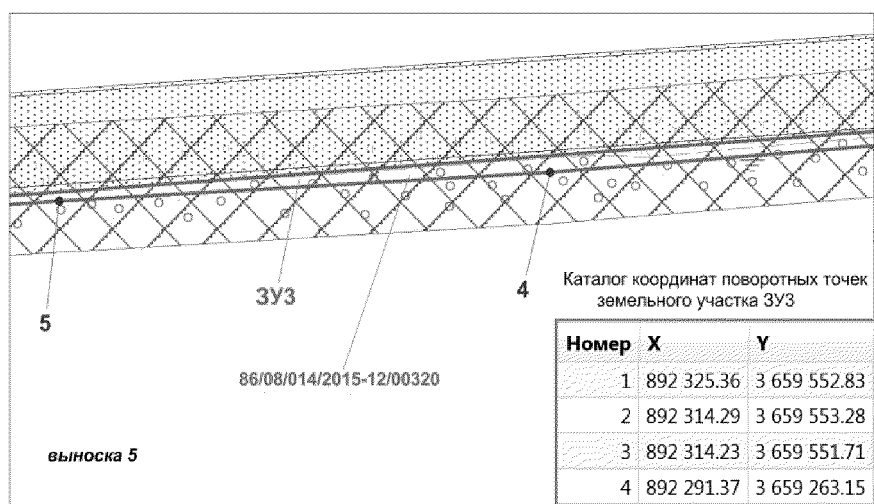 ЗУ3
4
5
Каталог координат поворотных точек
земельного участка ЗУ3
86/08/014/2015-12/00320
Номер X Y
1 892 325.36 3 659 552.83
2 892 314.29 3 659 553.28
3 892 314.23 3 659 551.71
4 892 291.37 3 659 263.15
выноска 5